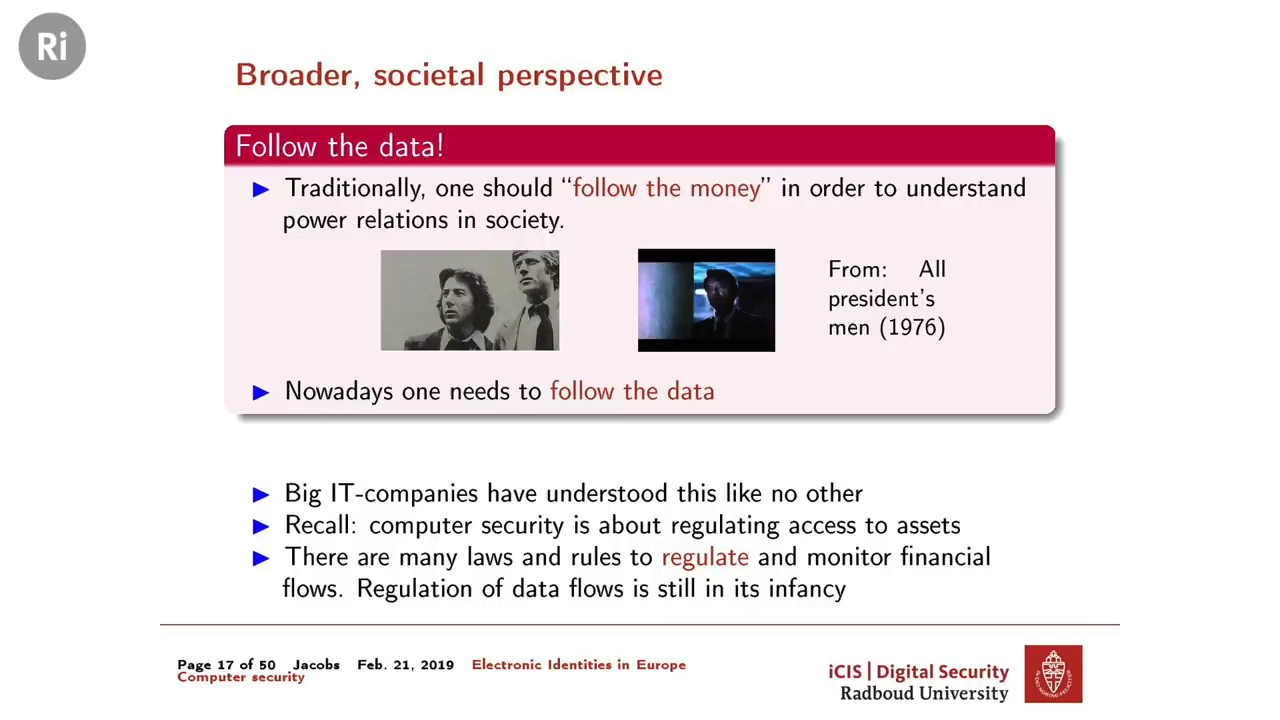 Ri
Broader, societal perspective
Follow the data!
▶ Traditionally, one should “follow the money” in order to understand
power relations in society.
From: All
president's
men (1976)
▶ Nowadays one needs to follow the data
▶ Big IT-companies have understood this like no other
▶ Recall: computer security is about regulating access to assets
▶ There are many laws and rules to regulate and monitor financial
flows. Regulation of data flows is still in its infancy
Page 17 of 50 Jacobs Feb. 21, 2019 Electronic Identities in Europe
Computer security
iCIS | Digital Security
Radboud University